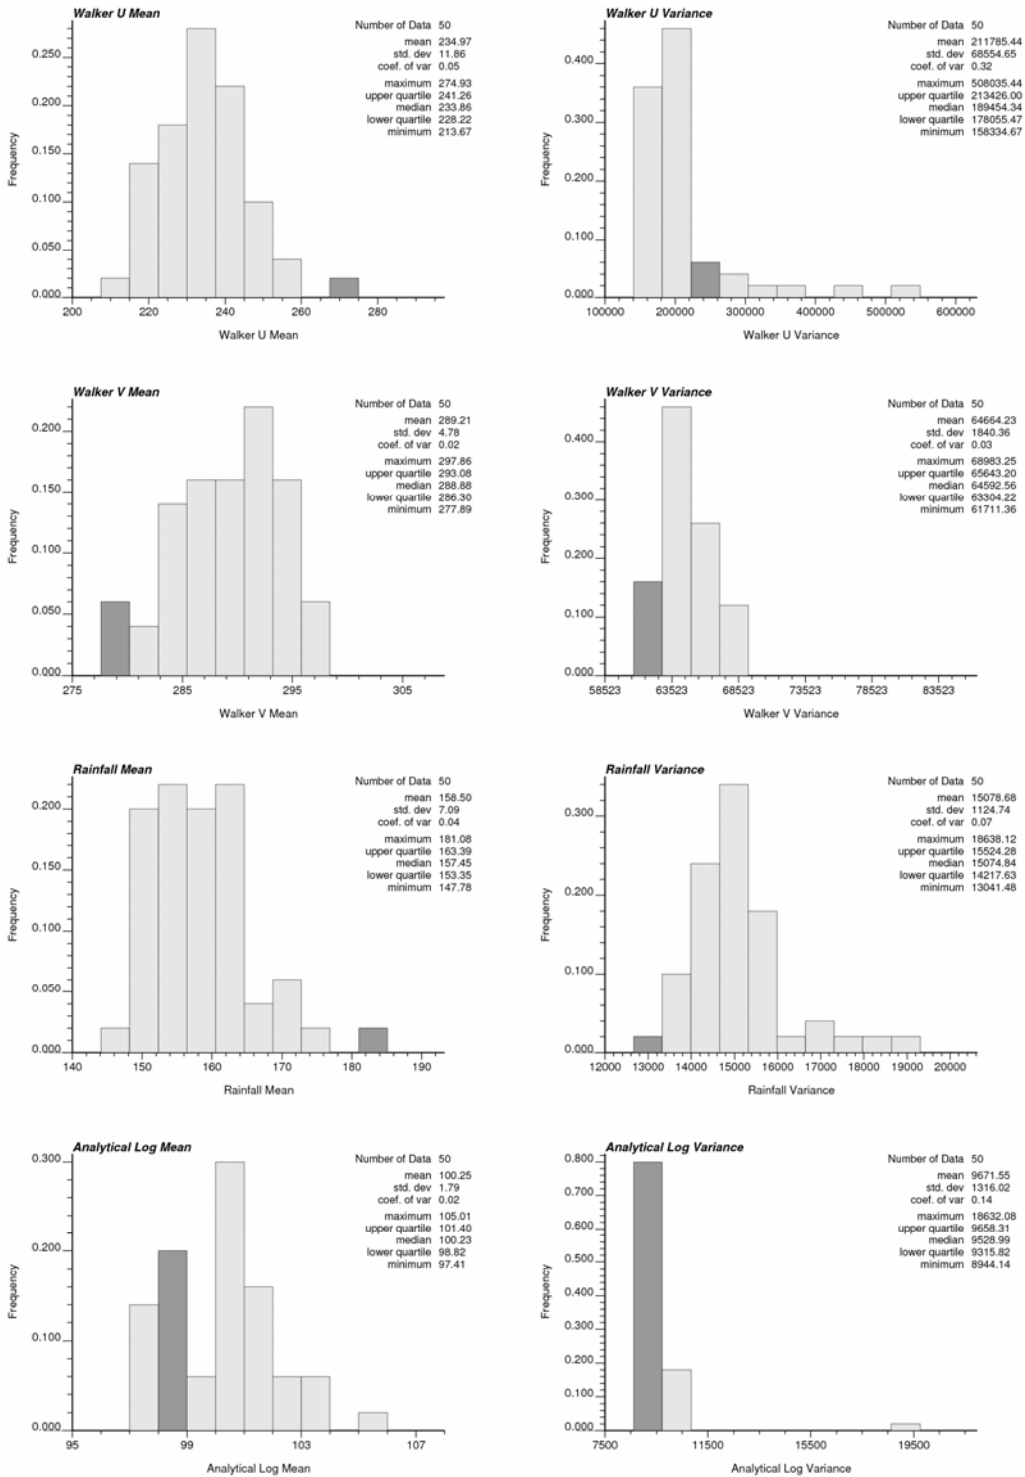 Walker U Mean
Number of Data 50
mean 234.97
std. dev 11.86
coef. of var 0.05
maximum 274.93
upper quartile 241.26
median 233.86
lower quartile 228.22
minimum 213.67
Frequency
0.250
0.200
0.150
0.100
0.050
0.000
200 220 240 260 280
Walker U Mean
Walker U Variance
Number of Data 50
mean 211785.44
std. dev 68554.65
coef. of var 0.32
maximum 508035.44
upper quartile 213426.00
median 189454.34
lower quartile 178055.47
minimum 158334.67
Frequency
0.400
0.300
0.200
0.100
0.000
100000 200000 300000 400000 500000 600000
Walker U Variance
Walker V Mean
Number of Data 50
mean 289.21
std. dev 4.78
coef. of var 0.02
maximum 297.86
upper quartile 293.08
median 288.88
lower quartile 286.30
minimum 277.89
Frequency
0.200
0.150
0.100
0.050
0.000
275 285 295 305
Walker V Mean
Walker V Variance
Number of Data 50
mean 64664.23
std. dev 1840.36
coef. of var 0.03
maximum 68983.25
upper quartile 65643.20
median 64592.56
lower quartile 63304.22
minimum 61711.36
Frequency
0.400
0.300
0.200
0.100
0.000
58523 63523 68523 73523 78523 83523
Walker V Variance
Rainfall Mean
Number of Data 50
mean 158.50
std. dev 7.09
coef. of var 0.04
maximum 181.08
upper quartile 163.39
median 157.45
lower quartile 153.35
minimum 147.78
Frequency
0.200
0.150
0.100
0.050
0.000
140 150 160 170 180 190
Rainfall Mean
Rainfall Variance
Number of Data 50
mean 15078.68
std. dev 1124.74
coef. of var 0.07
maximum 18638.12
upper quartile 15524.28
median 15074.84
lower quartile 14217.63
minimum 13041.48
Frequency
0.300
0.200
0.100
0.000
12000 13000 14000 15000 16000 17000 18000 19000 20000
Rainfall Variance
Analytical Log Mean
Number of Data 50
mean 100.25
std. dev 1.79
coef. of var 0.02
maximum 105.01
upper quartile 101.40
median 100.23
lower quartile 98.82
minimum 97.41
Frequency
0.300
0.200
0.100
0.000
95 99 103 107
Analytical Log Mean
Analytical Log Variance
Number of Data 50
mean 9671.55
std. dev 1316.02
coef. of var 0.14
maximum 18632.08
upper quartile 9658.31
median 9528.99
lower quartile 9315.82
minimum 8944.14
Frequency
0.800
0.700
0.600
0.500
0.400
0.300
0.200
0.100
0.000
7500 11500 15500 19500
Analytical Log Variance